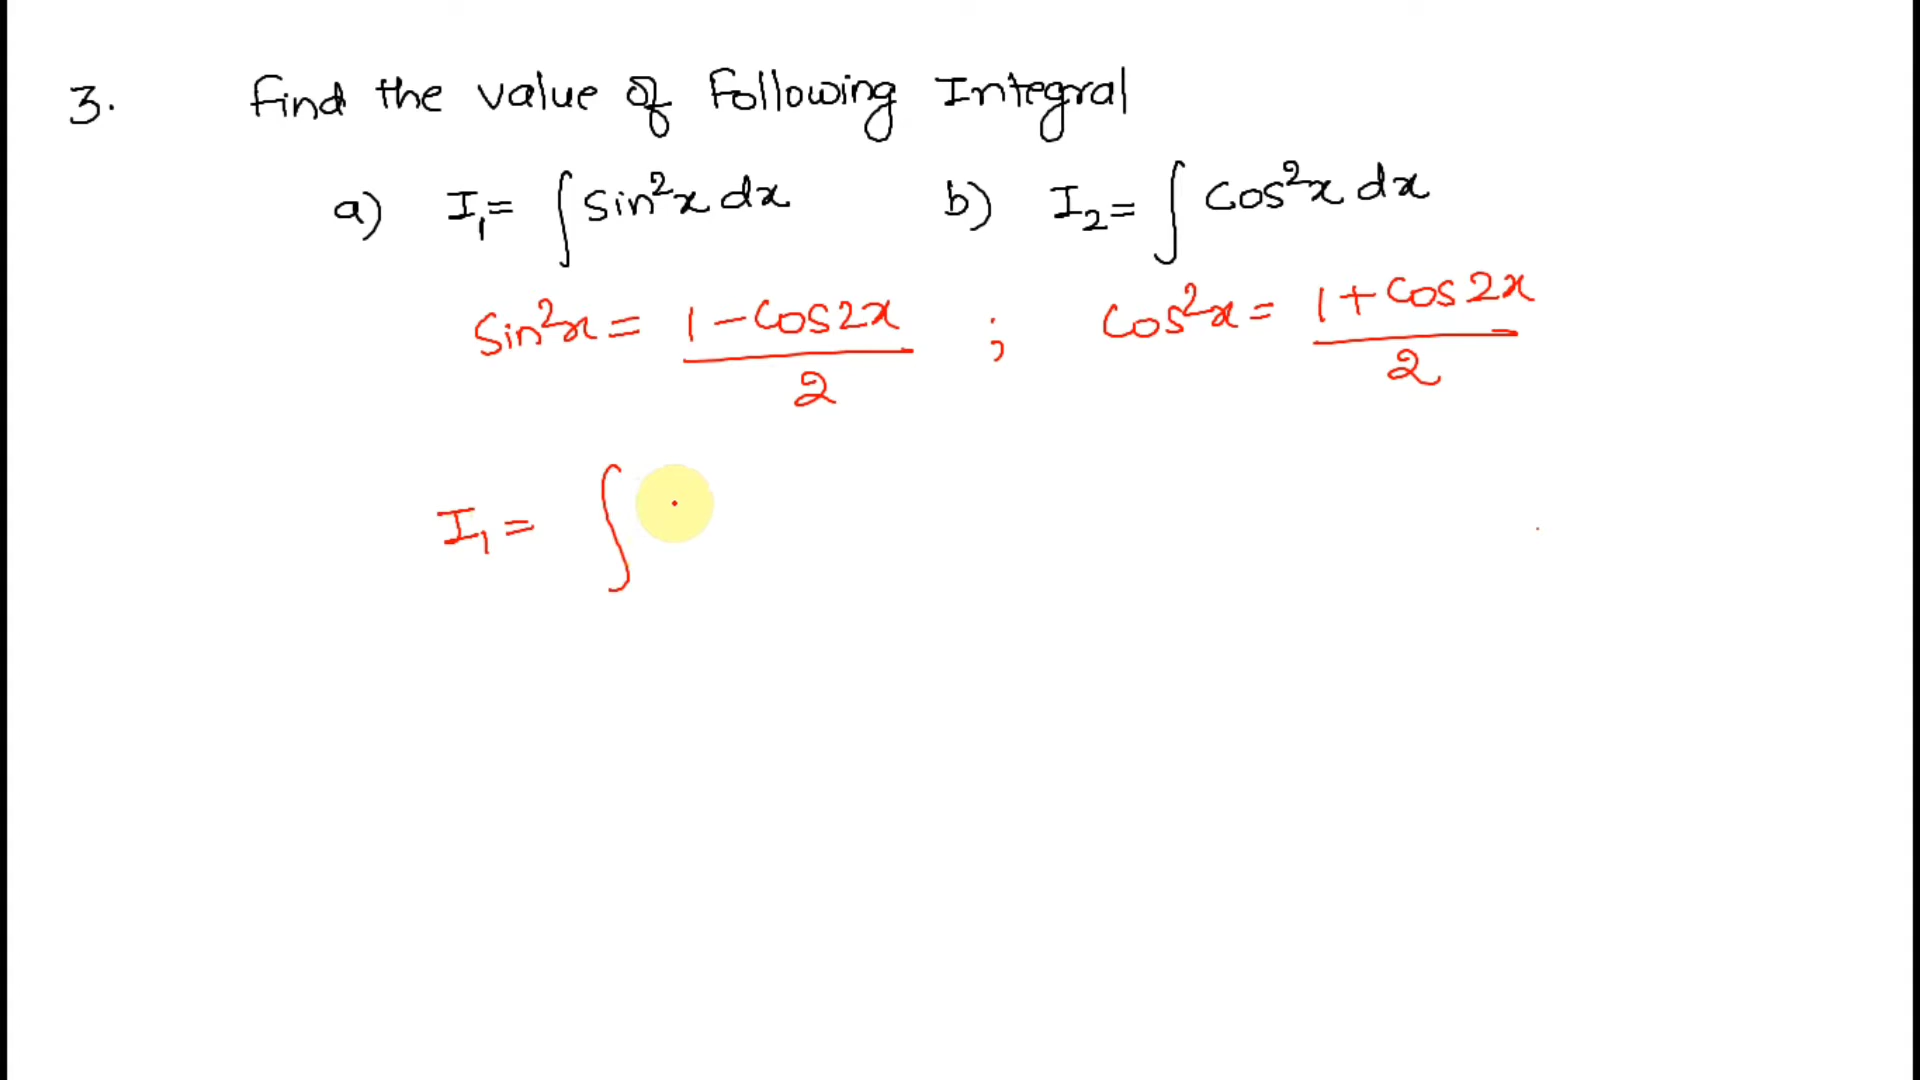 3. Find the value of Following Integral
a) I₁= ∫ Sin²x dx b) I₂= ∫ Cos²x dx
Sin²x = (1 - Cos2x)/2 ; Cos²x = (1 + Cos2x)/2
I₁ = ∫